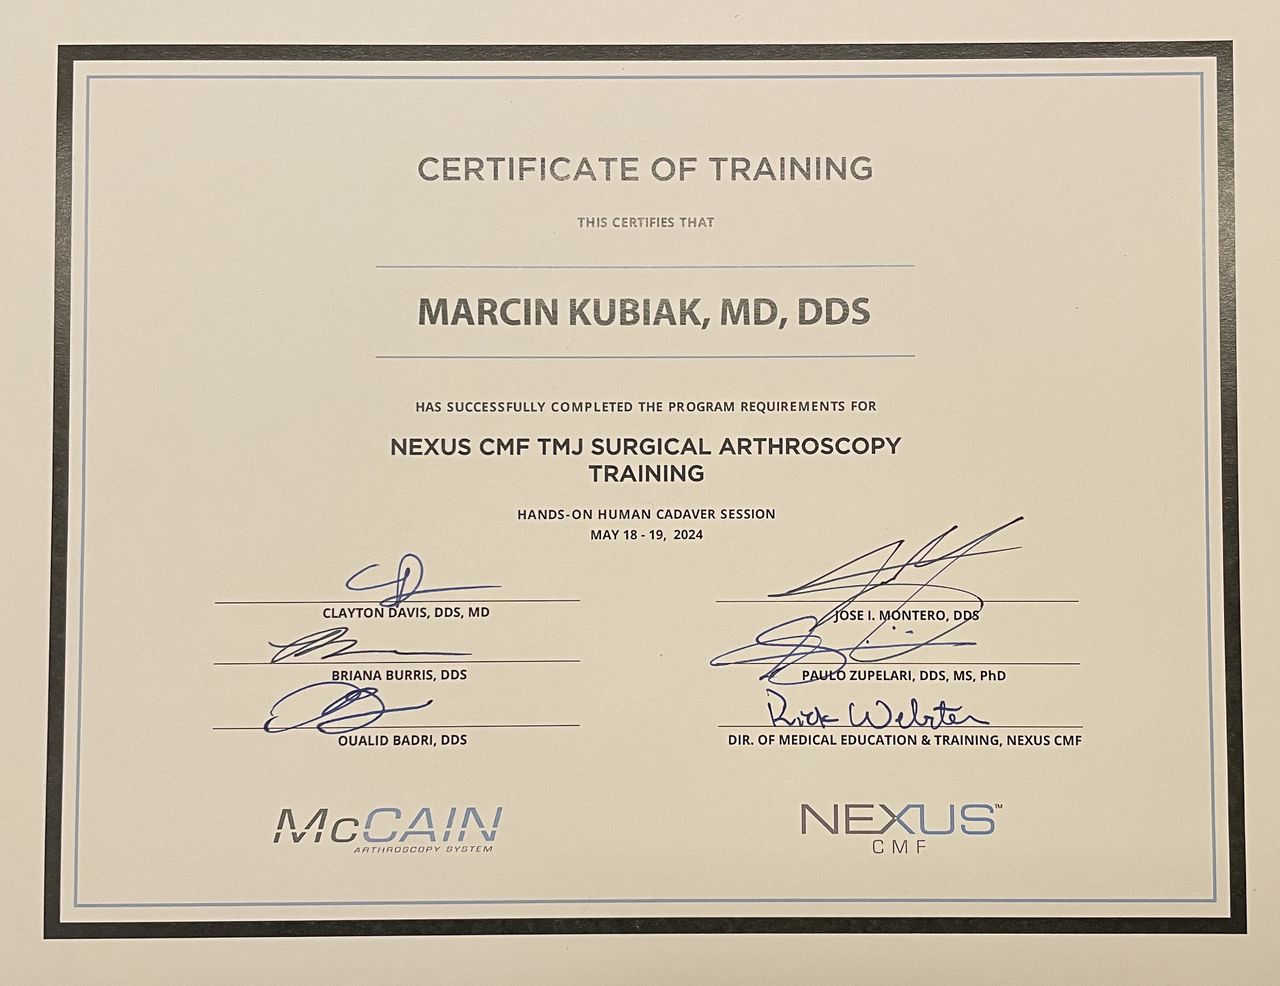 CERTIFICATE OF TRAINING
THIS CERTIFIES THAT
MARCIN KUBIAK, MD, DDS
HAS SUCCESSFULLY COMPLETED THE PROGRAM REQUIREMENTS FOR
NEXUS CMF TMJ SURGICAL ARTHROSCOPY
TRAINING
HANDS-ON HUMAN CADAVER SESSION
MAY 18 - 19, 2024
CLAYTON DAVIS, DDS, MD
JOSE I. MONTERO, DDS
BRIANA BURRIS, DDS
PAULO ZUPELARI, DDS, MS, PhD
OUALID BADRI, DDS
Rick Webster
DIR. OF MEDICAL EDUCATION & TRAINING, NEXUS CMF
McCAIN
ARTHROSCOPY SYSTEM
NEXUS™
CMF